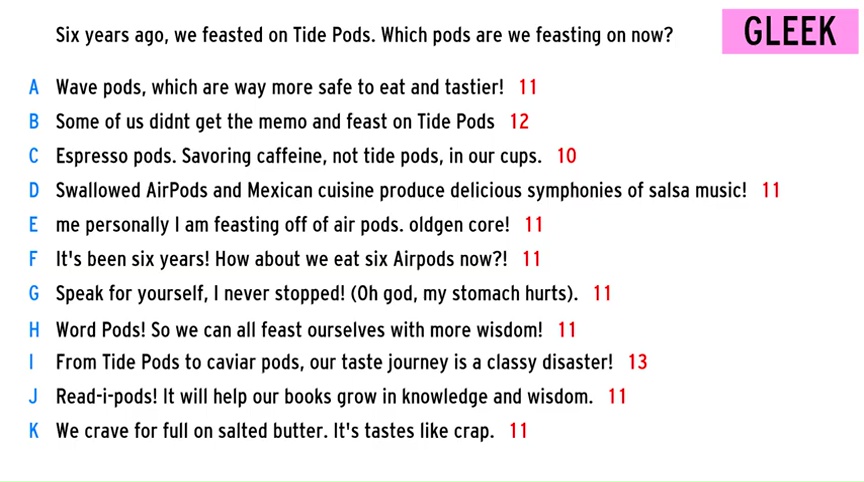 Six years ago, we feasted on Tide Pods. Which pods are we feasting on now?
GLEEK
A Wave pods, which are way more safe to eat and tastier! 11
B Some of us didnt get the memo and feast on Tide Pods 12
C Espresso pods. Savoring caffeine, not tide pods, in our cups. 10
D Swallowed AirPods and Mexican cuisine produce delicious symphonies of salsa music! 11
E me personally I am feasting off of air pods. oldgen core! 11
F It's been six years! How about we eat six Airpods now?! 11
G Speak for yourself, I never stopped! (Oh god, my stomach hurts). 11
H Word Pods! So we can all feast ourselves with more wisdom! 11
I From Tide Pods to caviar pods, our taste journey is a classy disaster! 13
J Read-i-pods! It will help our books grow in knowledge and wisdom. 11
K We crave for full on salted butter. It's tastes like crap. 11